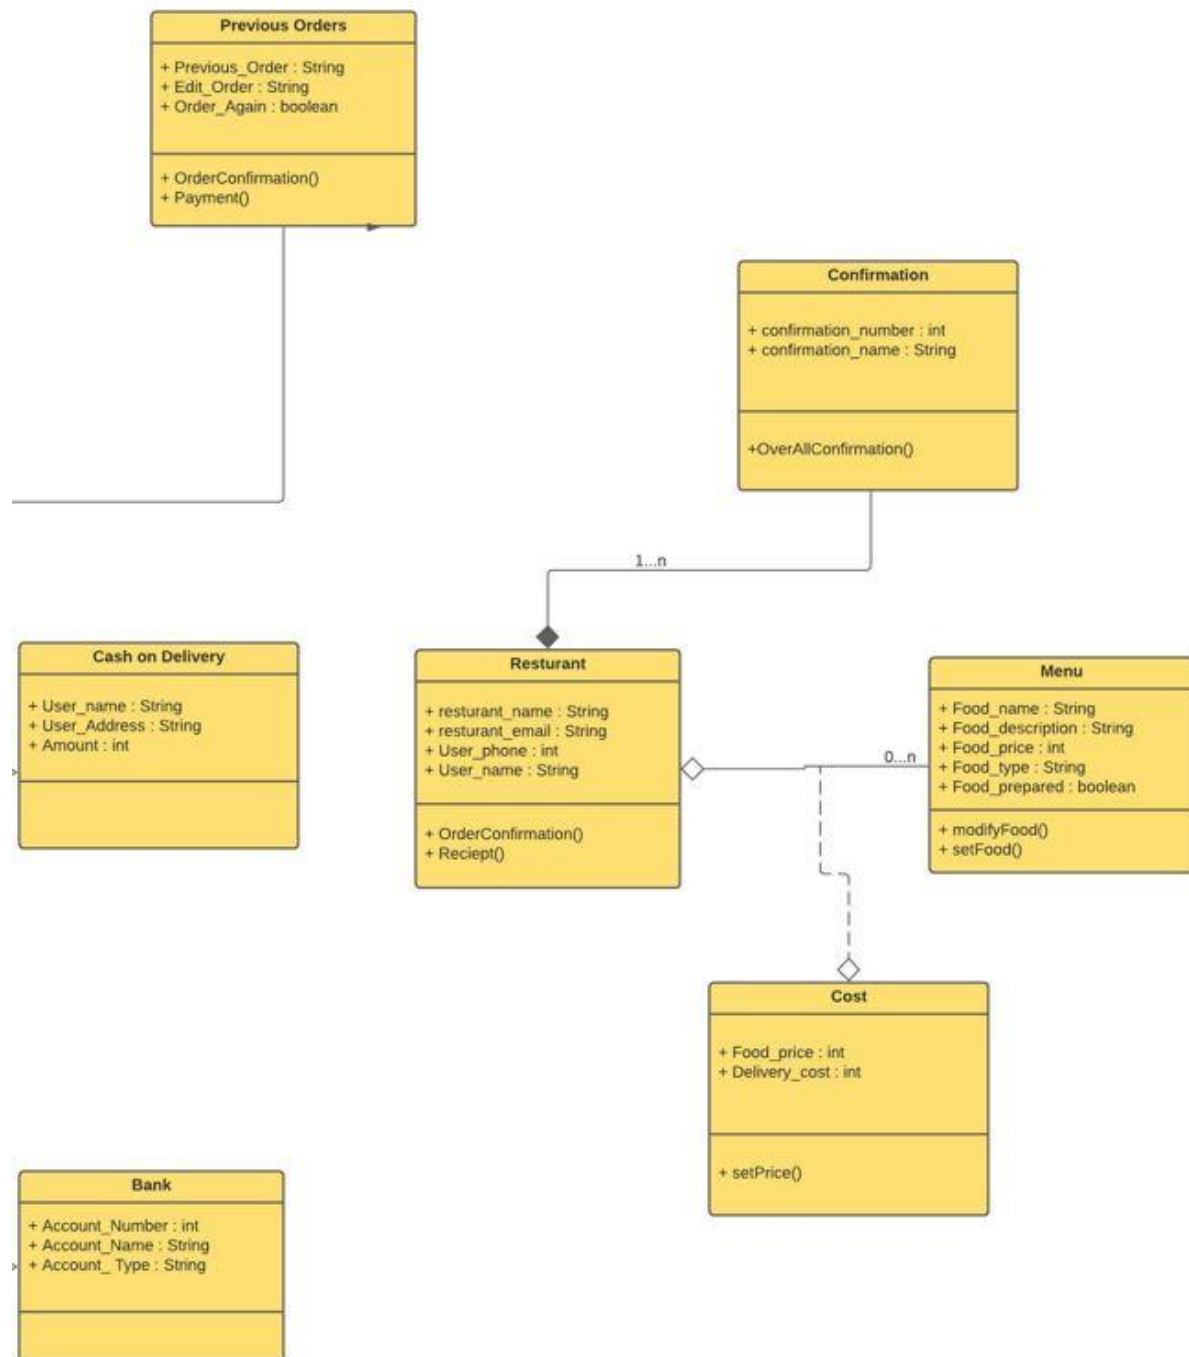 Previous Orders
+ Previous_Order : String
+ Edit_Order : String
+ Order_Again : boolean
+ OrderConfirmation()
+ Payment()
Confirmation
+ confirmation_number : int
+ confirmation_name : String
+OverAllConfirmation()
1...n
Cash on Delivery
+ User_name : String
+ User_Address : String
+ Amount : int
Resturant
+ resturant_name : String
+ resturant_email : String
+ User_phone : int
+ User_name : String
+ OrderConfirmation()
+ Reciept()
0...n
Menu
+ Food_name : String
+ Food_description : String
+ Food_price : int
+ Food_type : String
+ Food_prepared : boolean
+ modifyFood()
+ setFood()
Cost
+ Food_price : int
+ Delivery_cost : int
+ setPrice()
Bank
+ Account_Number : int
+ Account_Name : String
+ Account_ Type : String